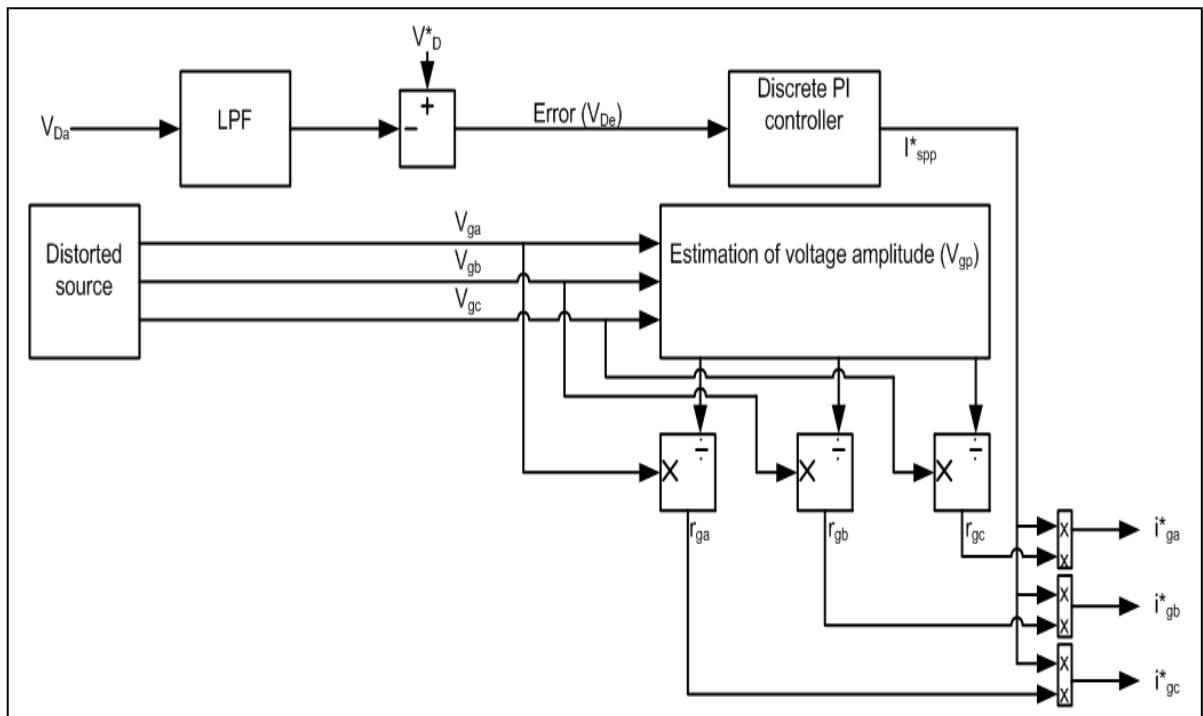 V*D
VDa
LPF
+
−
Error (VDe)
Discrete PI
controller
I*spp
Distorted
source
Vga
Vgb
Vgc
Estimation of voltage amplitude (Vgp)
÷
÷
÷
X
X
X
rga
rgb
rgc
x
x
i*ga
x
x
i*gb
x
x
i*gc